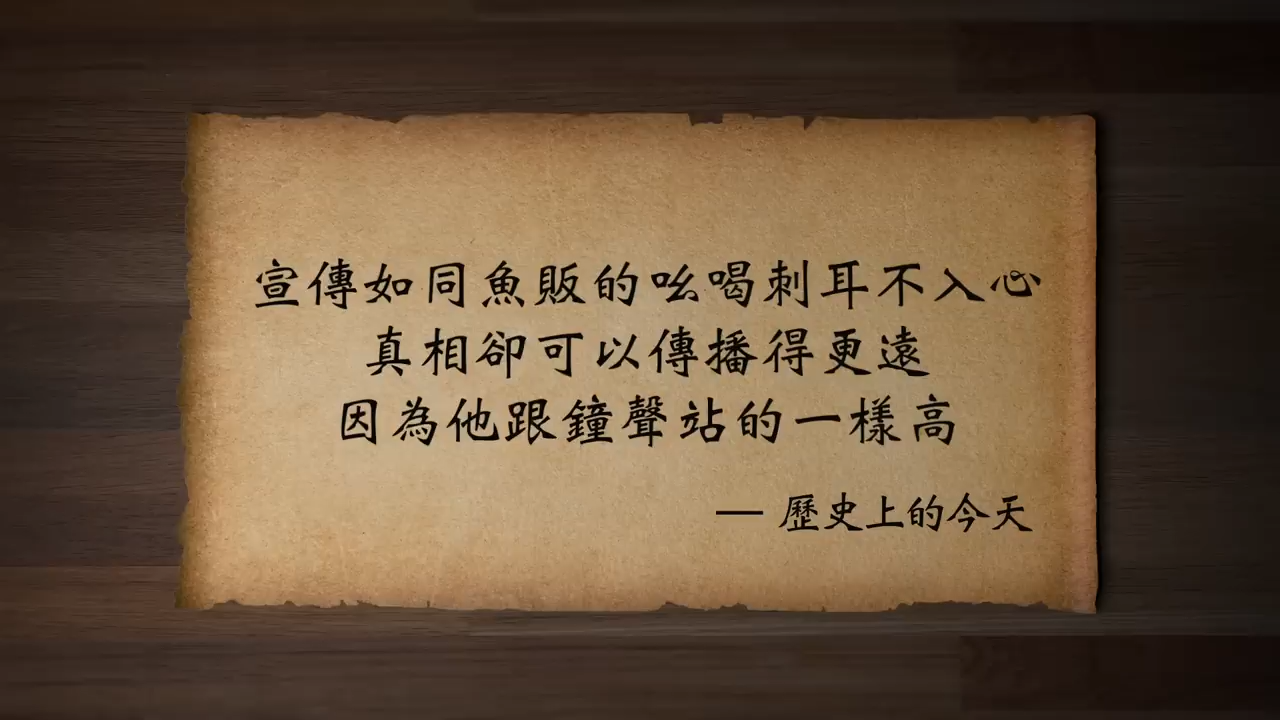 宣傳如同魚販的吆喝刺耳不入心
真相卻可以傳播得更遠
因為他跟鐘聲站的一樣高
— 歷史上的今天